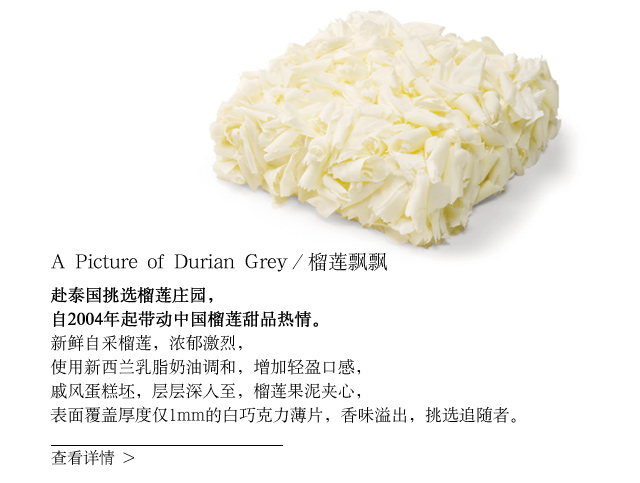 A Picture of Durian Grey / 榴莲飘飘
赴泰国挑选榴莲庄园，
自2004年起带动中国榴莲甜品热情。
新鲜自采榴莲，浓郁激烈，
使用新西兰乳脂奶油调和，增加轻盈口感，
戚风蛋糕坯，层层深入至，榴莲果泥夹心，
表面覆盖厚度仅1mm的白巧克力薄片，香味溢出，挑选追随者。
查看详情 >